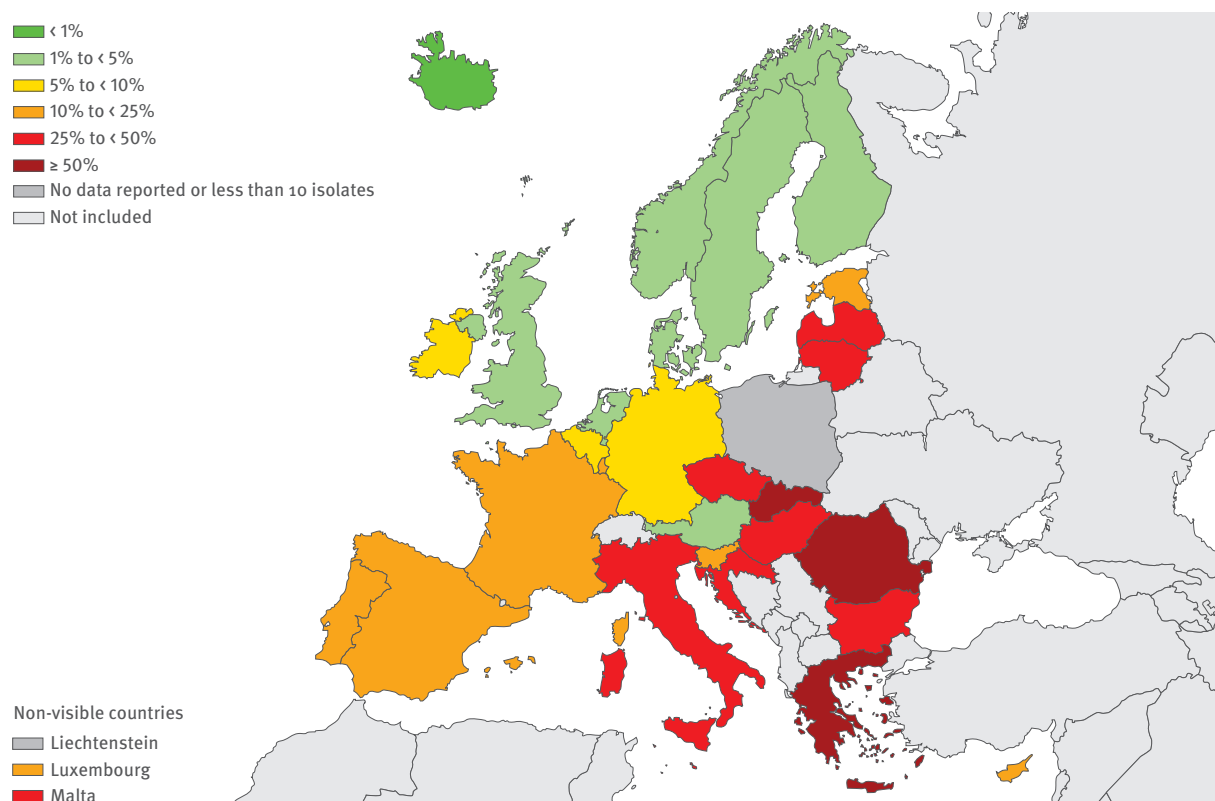 < 1%
1% to < 5%
5% to < 10%
10% to < 25%
25% to < 50%
≥ 50%
No data reported or less than 10 isolates
Not included
Non-visible countries
Liechtenstein
Luxembourg
Malta